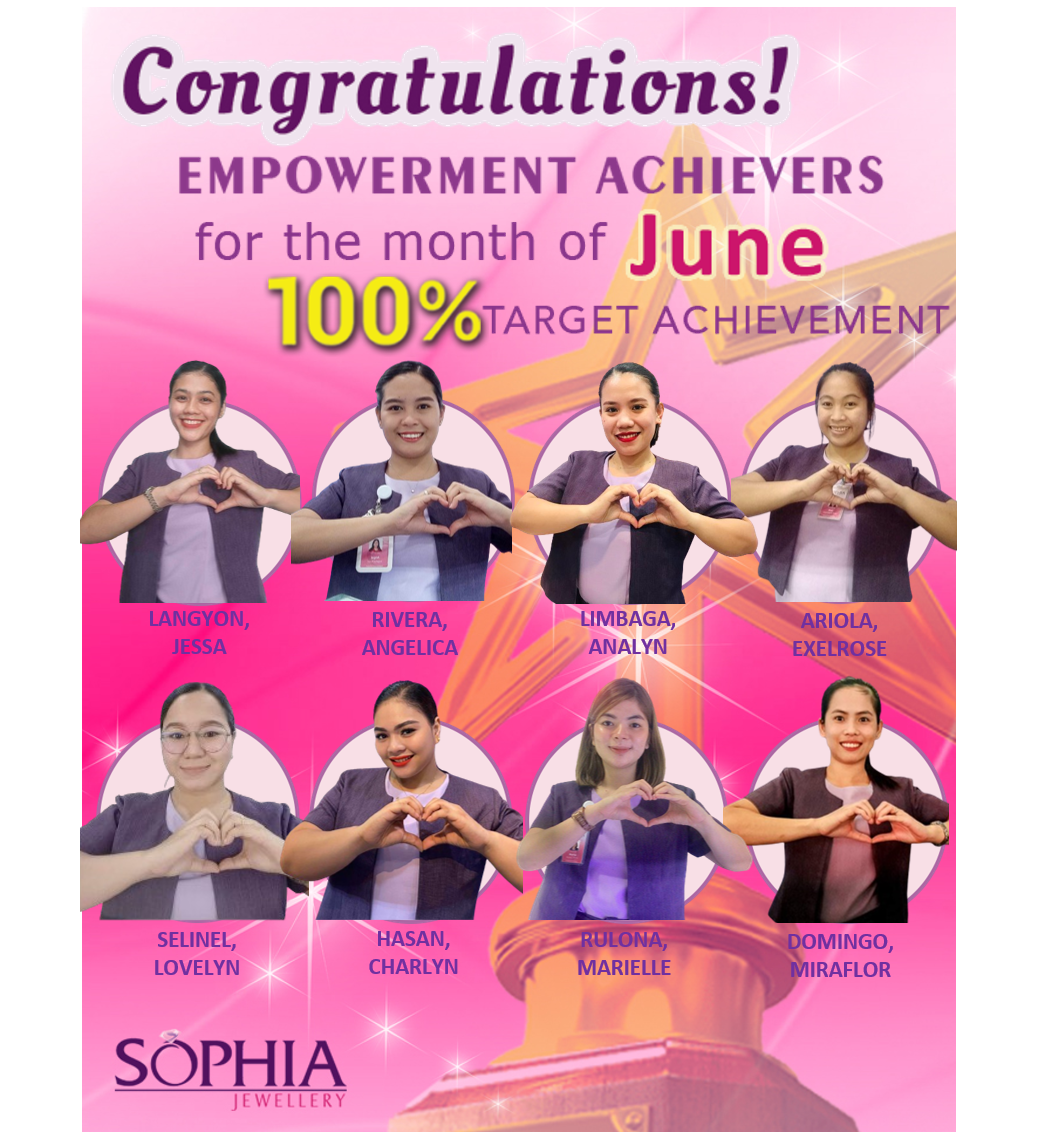 Congratulations!
EMPOWERMENT ACHIEVERS
for the month of June
100% TARGET ACHIEVEMENT
LANGYON,
JESSA
RIVERA,
ANGELICA
LIMBAGA,
ANALYN
ARIOLA,
EXELROSE
SELINEL,
LOVELYN
HASAN,
CHARLYN
RULONA,
MARIELLE
DOMINGO,
MIRAFLOR
SOPHIA
JEWELLERY